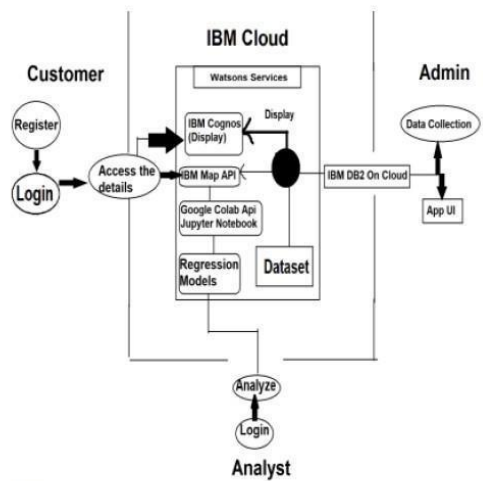 IBM Cloud
Customer
Admin
Watsons Services
Register
IBM Cognos
(Display)
Display
Data Collection
Login
Access the
details
IBM Map API
IBM DB2 On Cloud
App UI
Google Colab Api
Jupyter Notebook
Regression
Models
Dataset
Analyze
Login
Analyst